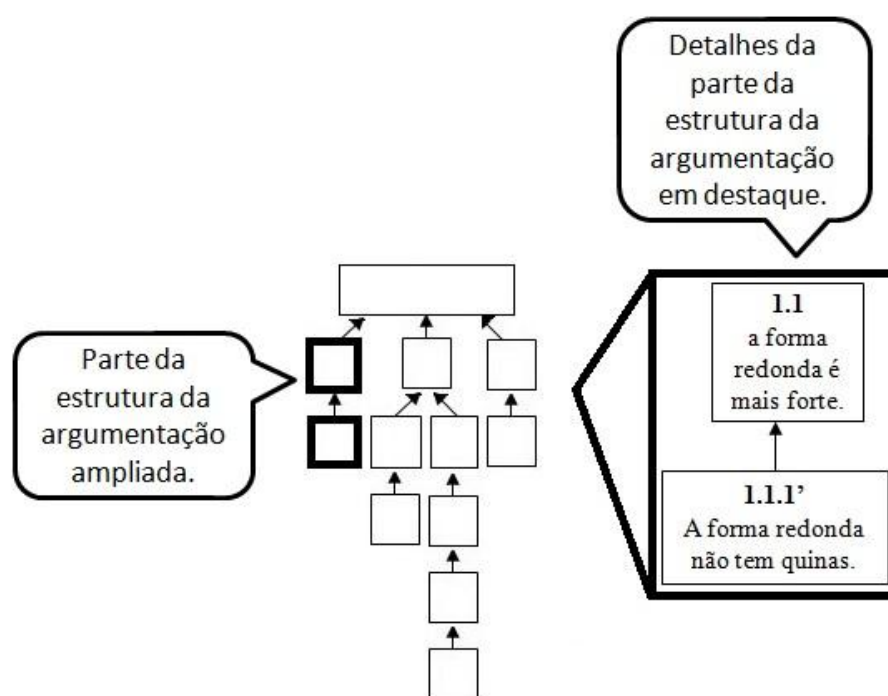 Detalhes da
parte da
estrutura da
argumentação
em destaque.
Parte da
estrutura da
argumentação
ampliada.
1.1
a forma
redonda é
mais forte.
1.1.1’
A forma redonda
não tem quinas.